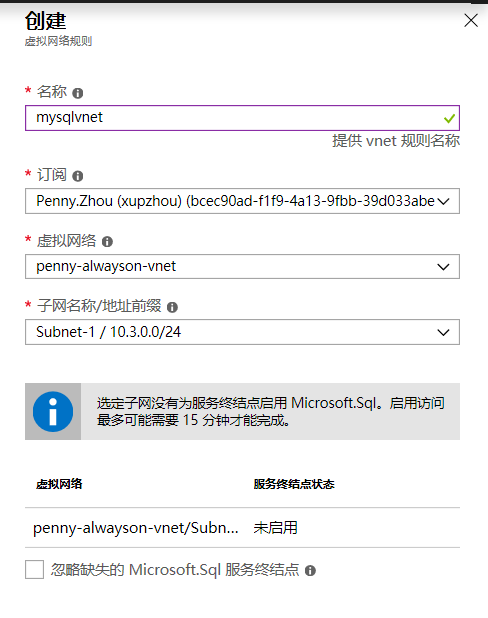 创建
虚拟网络规则
* 名称
mysqlvnet
提供 vnet 规则名称
* 订阅
Penny.Zhou (xupzhou) (bcec90ad-f1f9-4a13-9fbb-39d033abe
* 虚拟网络
penny-alwayson-vnet
* 子网名称/地址前缀
Subnet-1 / 10.3.0.0/24
选定子网没有为服务终结点启用 Microsoft.Sql。启用访问
最多可能需要 15 分钟才能完成。
虚拟网络 服务终结点状态
penny-alwayson-vnet/Subn... 未启用
忽略缺失的 Microsoft.Sql 服务终结点